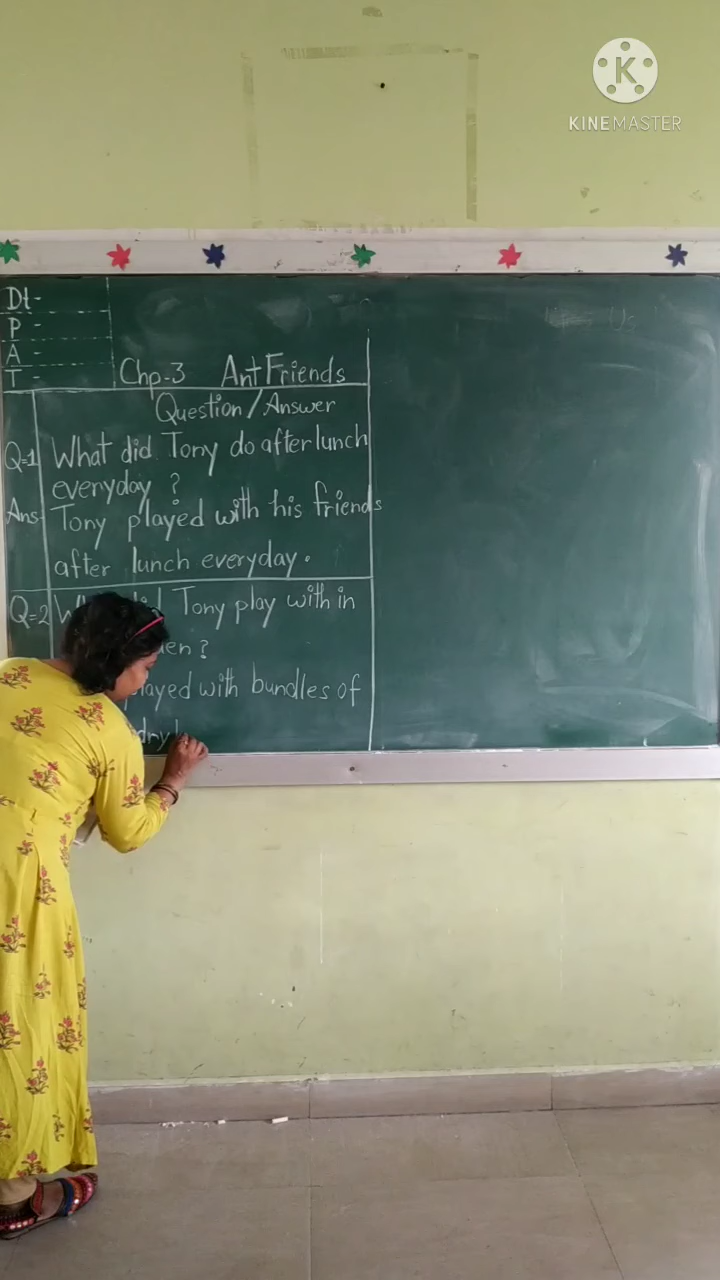 KINEMASTER
Dt-
P -
A -
T -
Chp-3 Ant Friends
Question/Answer
Q=1 What did Tony do after lunch
everyday ?
Ans- Tony played with his friends
after lunch everyday.
Q=2 Tony play with in
?
played with bundles of
dry